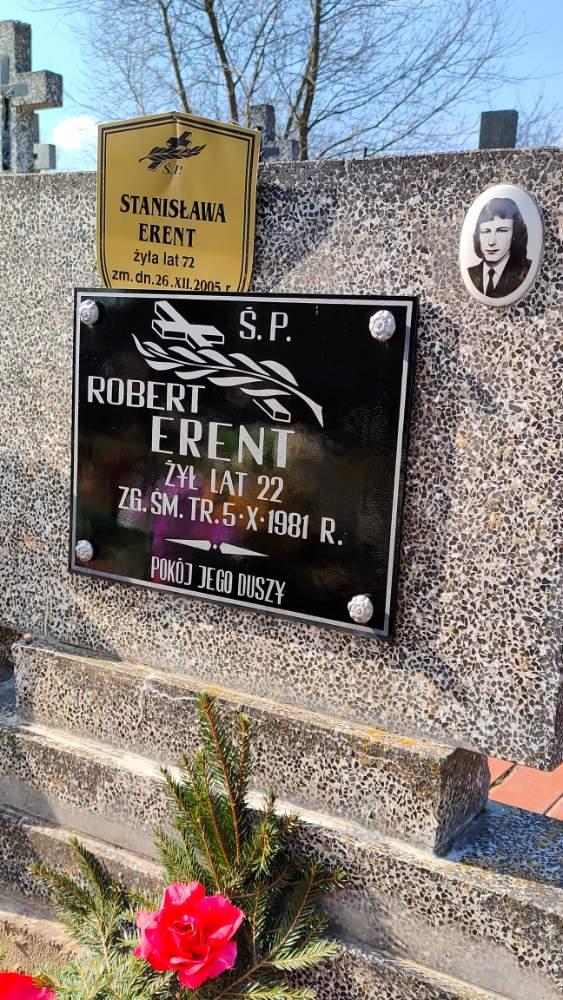 Ś.P.
STANISŁAWA
ERENT
żyła lat 72
zm. dn. 26.XII.2005 r
Ś.P.
ROBERT
ERENT
ŻYŁ LAT 22
ZG. ŚM. TR. 5·X·1981 R.
POKÓJ JEGO DUSZY